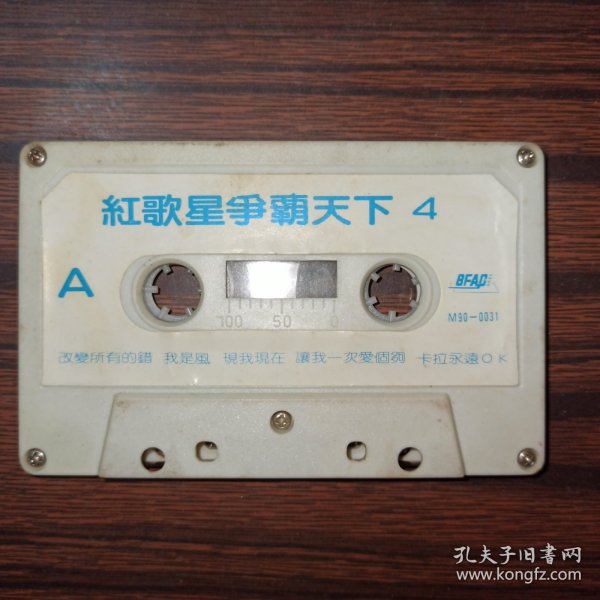 紅歌星爭霸天下 4
A
BFAD
M90-0031
100 50 0
改變所有的錯 我是風 現我現在 讓我一次愛個夠 卡拉永遠OK
孔夫子旧书网
www.kongfz.com